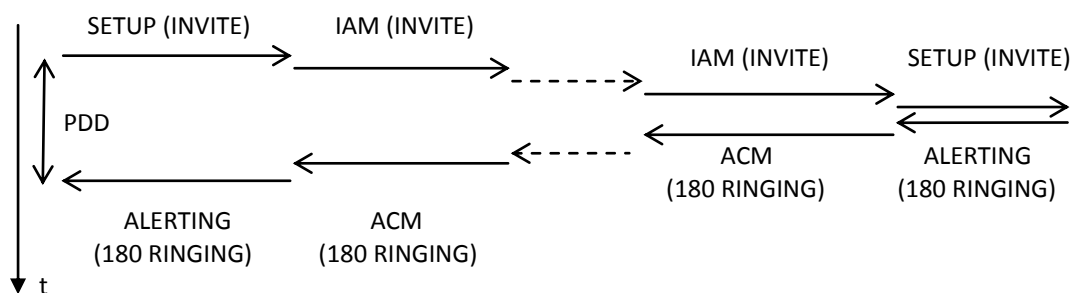 SETUP (INVITE)
IAM (INVITE)
IAM (INVITE)
SETUP (INVITE)
PDD
ACM
(180 RINGING)
ALERTING
(180 RINGING)
ALERTING
(180 RINGING)
ACM
(180 RINGING)
t